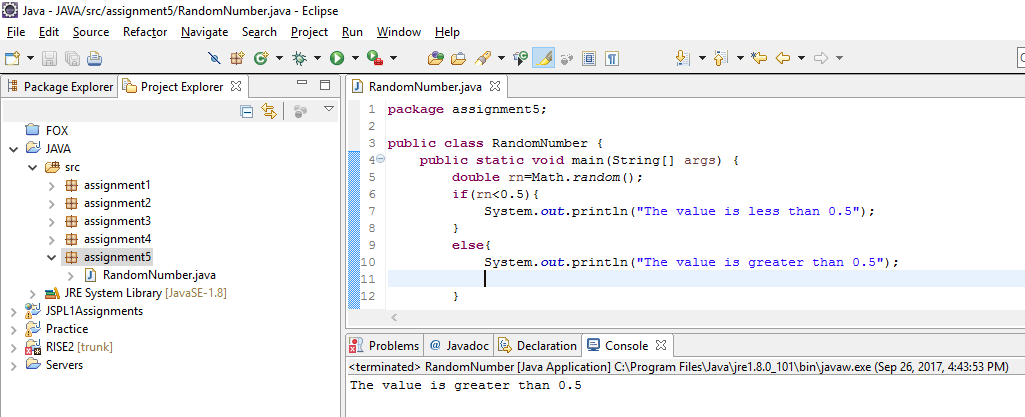 Java - JAVA/src/assignment5/RandomNumber.java - Eclipse
File Edit Source Refactor Navigate Search Project Run Window Help
Package Explorer Project Explorer
FOX
JAVA
src
assignment1
assignment2
assignment3
assignment4
assignment5
RandomNumber.java
JRE System Library [JavaSE-1.8]
JSPL1Assignments
Practice
RISE2 [trunk]
Servers
RandomNumber.java
1 package assignment5;
2
3 public class RandomNumber {
4 public static void main(String[] args) {
5 double rn=Math.random();
6 if(rn<0.5){
7 System.out.println("The value is less than 0.5");
8 }
9 else{
10 System.out.println("The value is greater than 0.5");
11
12 }
Problems @ Javadoc Declaration Console
<terminated> RandomNumber [Java Application] C:\Program Files\Java\jre1.8.0_101\bin\javaw.exe (Sep 26, 2017, 4:43:53 PM)
The value is greater than 0.5